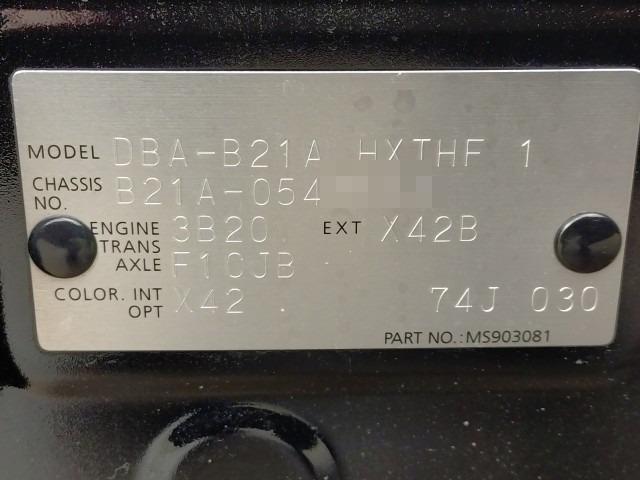 MODEL DBA-B21A HXTHF 1
CHASSIS NO. B21A-054
ENGINE 3B20 EXT X42B
TRANS AXLE F1CJB
COLOR. INT OPT X42 . 74J 030
PART NO.:MS903081